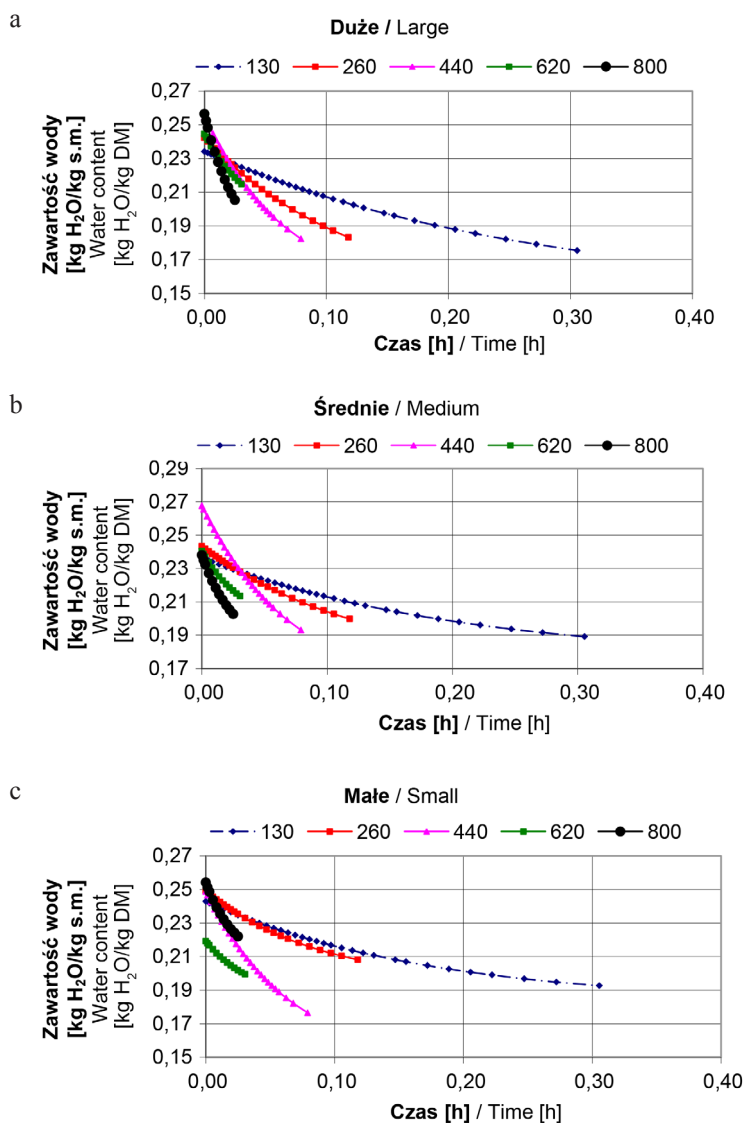 a
Duże / Large
130 260 440 620 800
Zawartość wody
[kg H₂O/kg s.m.]
Water content
[kg H₂O/kg DM]
0,27
0,25
0,23
0,21
0,19
0,17
0,15
0,00 0,10 0,20 0,30 0,40
Czas [h] / Time [h]
b
Średnie / Medium
130 260 440 620 800
Zawartość wody
[kg H₂O/kg s.m.]
Water content
[kg H₂O/kg DM]
0,29
0,27
0,25
0,23
0,21
0,19
0,17
0,00 0,10 0,20 0,30 0,40
Czas [h] / Time [h]
c
Małe / Small
130 260 440 620 800
Zawartość wody
[kg H₂O/kg s.m.]
Water content
[kg H₂O/kg DM]
0,27
0,25
0,23
0,21
0,19
0,17
0,15
0,00 0,10 0,20 0,30 0,40
Czas [h] / Time [h]